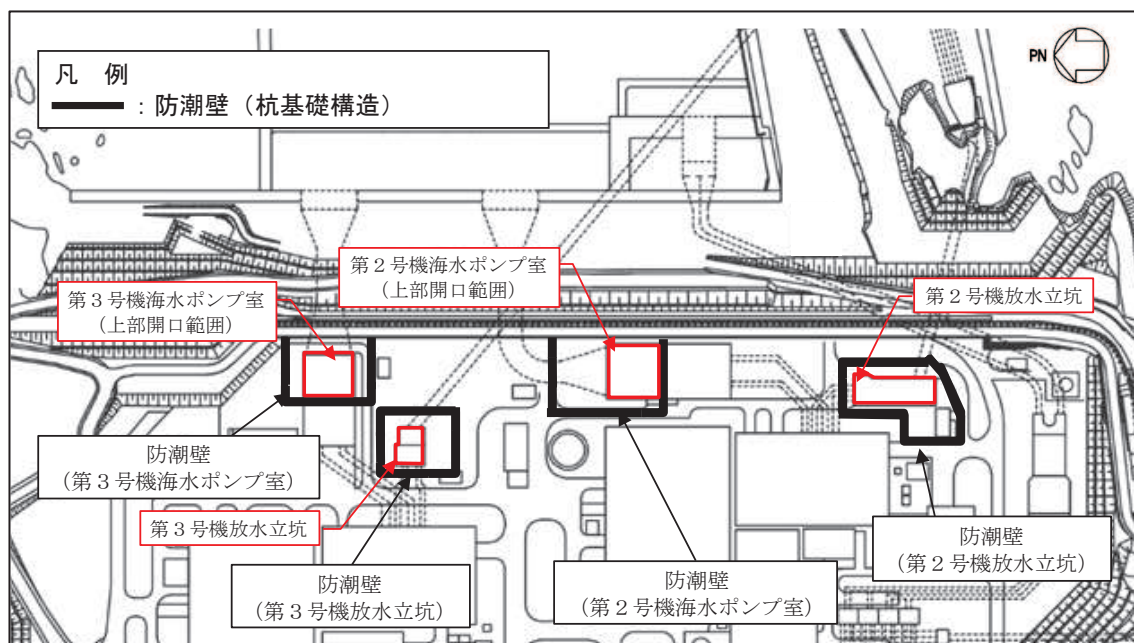 凡　例
：防潮壁（杭基礎構造）
PN
第２号機海水ポンプ室
（上部開口範囲）
第３号機海水ポンプ室
（上部開口範囲）
第２号機放水立坑
防潮壁
（第３号機海水ポンプ室）
第３号機放水立坑
防潮壁
（第３号機放水立坑）
防潮壁
（第２号機海水ポンプ室）
防潮壁
（第２号機放水立坑）